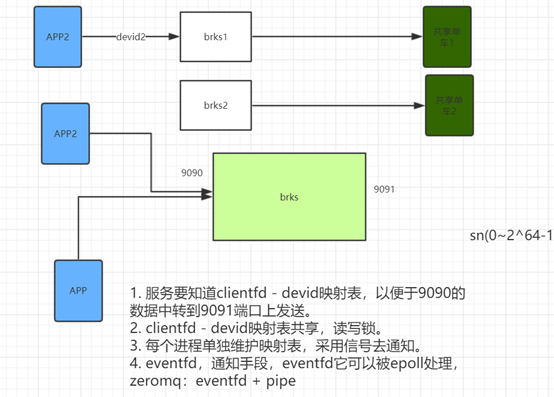 APP2
devid2
brks1
共享单
车1
brks2
共享单
车2
APP2
9090
brks
9091
sn(0~2^64-1
APP
1. 服务要知道clientfd - devid映射表，以便于9090的
数据中转到9091端口上发送。
2. clientfd - devid映射表共享，读写锁。
3. 每个进程单独维护映射表，采用信号去通知。
4. eventfd，通知手段，eventfd它可以被epoll处理，
zeromq：eventfd + pipe